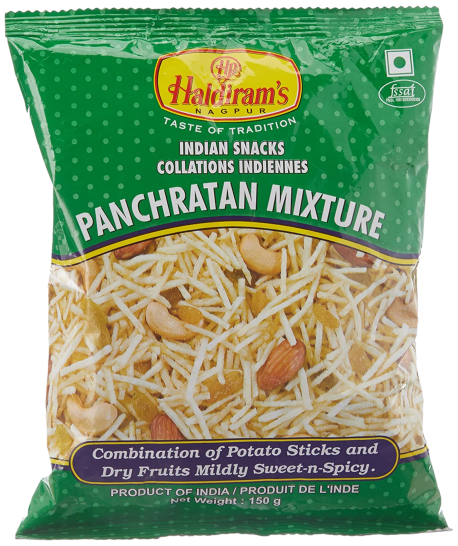 HR
Haldiram's
NAGPUR
TASTE OF TRADITION
fssai
INDIAN SNACKS
COLLATIONS INDIENNES
PANCHRATAN MIXTURE
Combination of Potato Sticks and
Dry Fruits Mildly Sweet-n-Spicy.
PRODUCT OF INDIA / PRODUIT DE L'INDE
Net Weight : 150 g